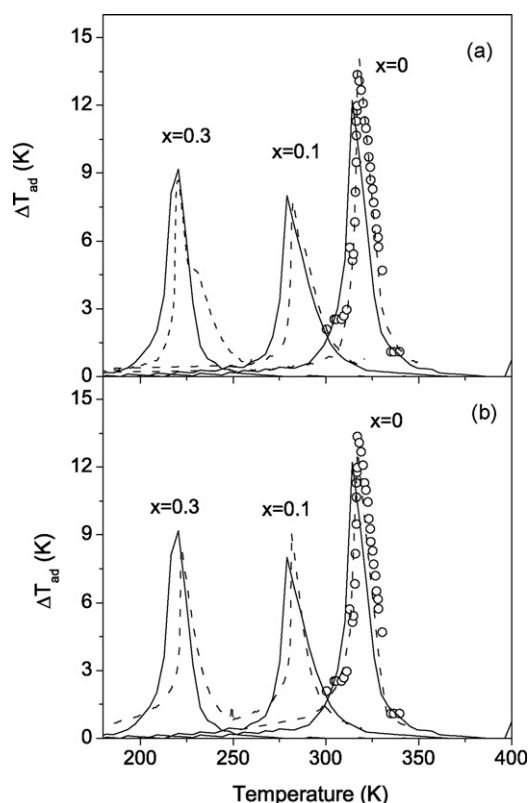 (a)
x=0
x=0.3
x=0.1
15
12
9
6
3
0
ΔT_ad (K)
(b)
x=0
x=0.3
x=0.1
15
12
9
6
3
0
ΔT_ad (K)
200 250 300 350 400
Temperature (K)